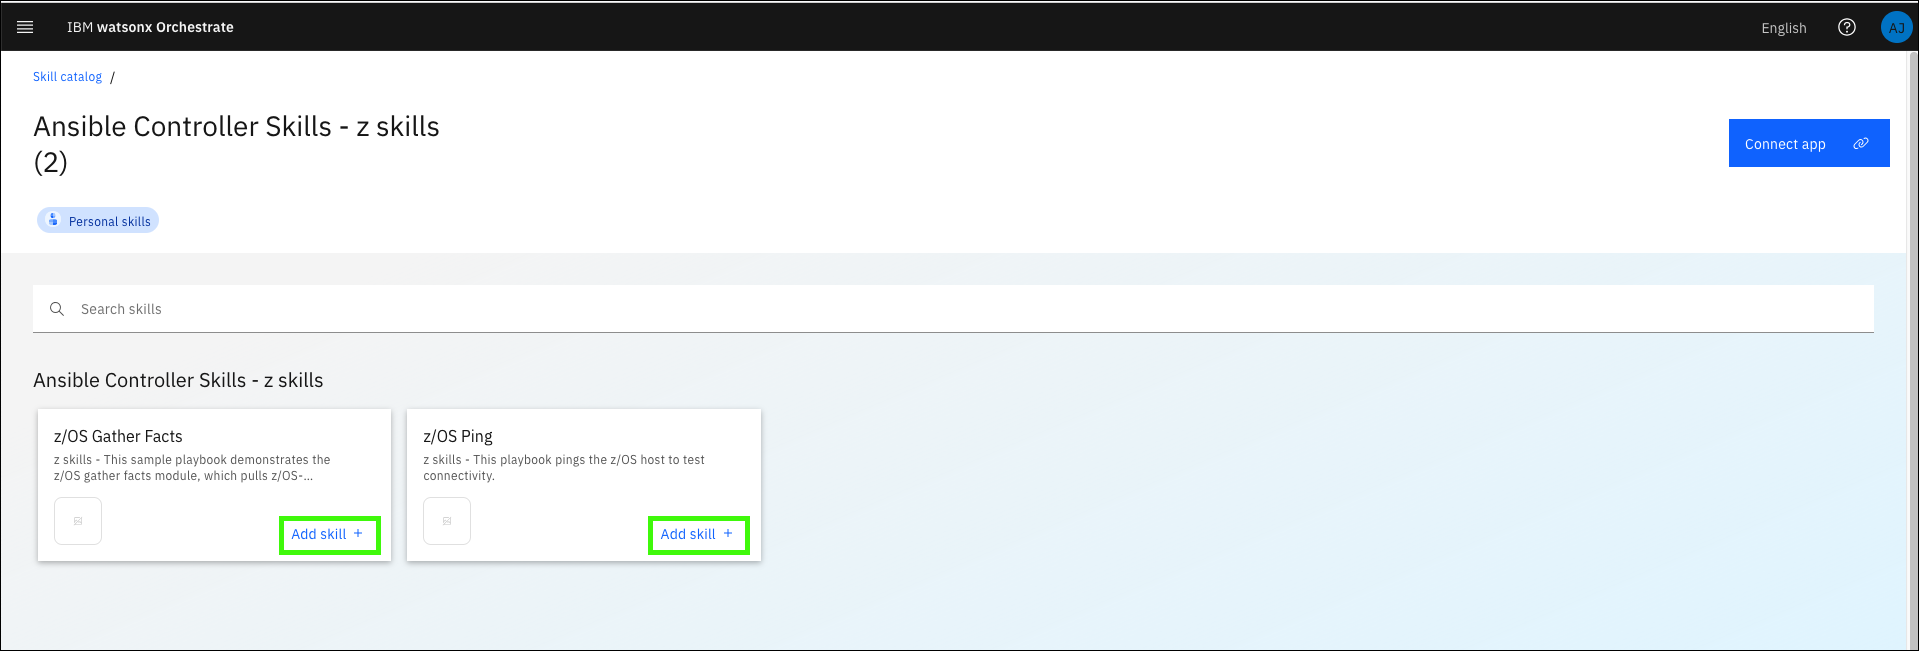 IBM watsonx Orchestrate
English
AJ
Skill catalog /
Ansible Controller Skills - z skills
(2)
Connect app
Personal skills
Search skills
Ansible Controller Skills - z skills
z/OS Gather Facts
z skills - This sample playbook demonstrates the
z/OS gather facts module, which pulls z/OS-...
Add skill +
z/OS Ping
z skills - This playbook pings the z/OS host to test
connectivity.
Add skill +